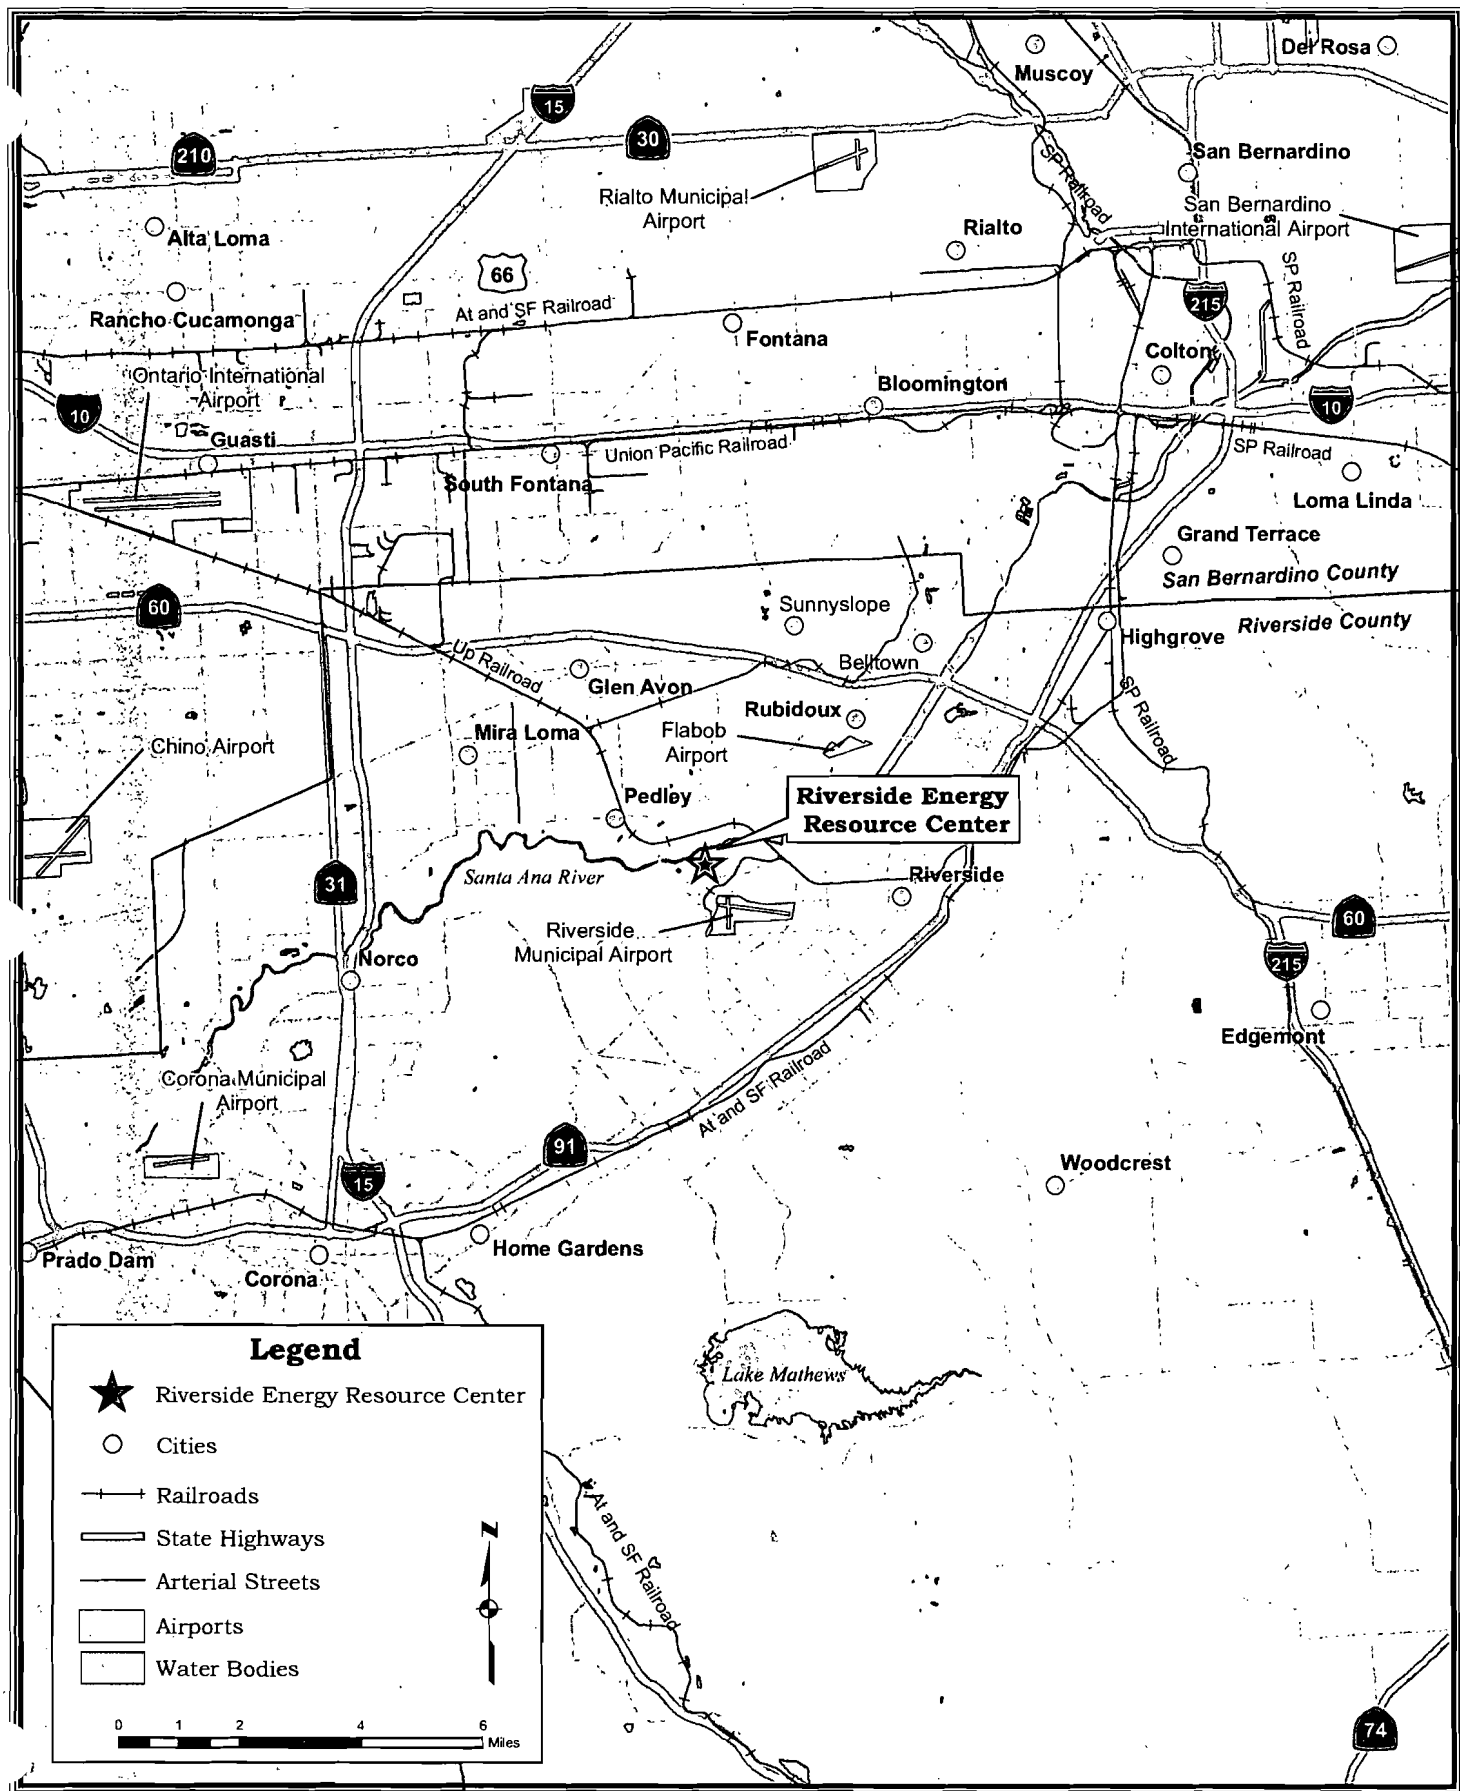 Del Rosa
Muscoy
15
30
210
San Bernardino
SP Railroad
Rialto Municipal
Airport
San Bernardino
International Airport
Rialto
Alta Loma
66
SP Railroad
215
At and SF Railroad
Rancho Cucamonga
Fontana
Colton
Ontario International
Airport
Bloomington
10
10
Guasti
Union Pacific Railroad
SP Railroad
South Fontana
Loma Linda
Grand Terrace
San Bernardino County
60
Sunnyslope
Riverside County
Highgrove
Belltown
Up Railroad
Glen Avon
SP Railroad
Rubidoux
Mira Loma
Flabob
Airport
Chino Airport
Pedley
Riverside Energy
Resource Center
31
Santa Ana River
Riverside
60
Riverside
Municipal Airport
Norco
215
Edgemont
Corona Municipal
Airport
At and SF Railroad
91
Woodcrest
15
Home Gardens
Prado Dam
Corona
Legend
Riverside Energy Resource Center
Cities
Railroads
State Highways
Arterial Streets
Airports
Water Bodies
N
0 1 2 4 6
Miles
Lake Mathews
At and SF Railroad
74